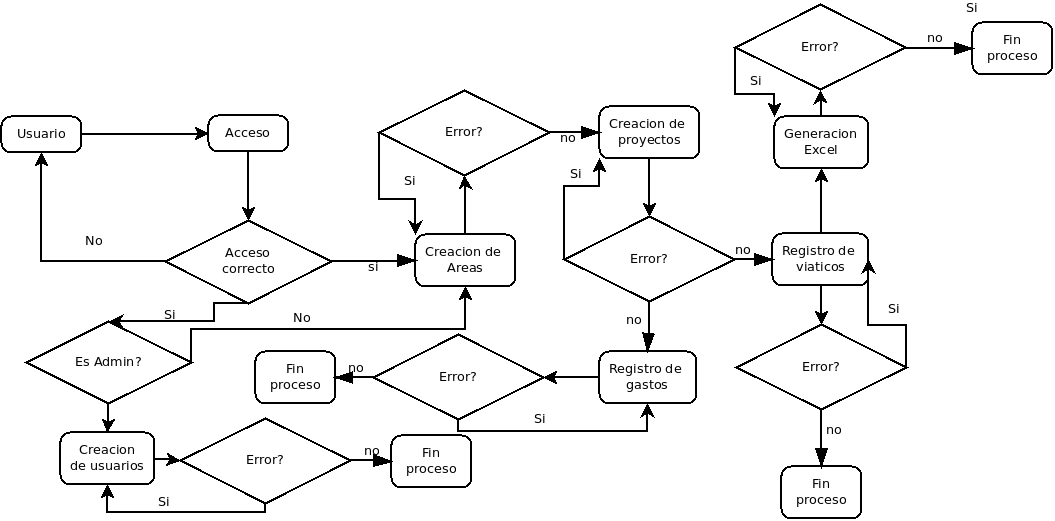 Si
Error?
no
Fin
proceso
Si
Usuario
Acceso
Error?
no
Creacion de
proyectos
Generacion
Excel
Si
Si
No
Acceso
correcto
si
Creacion de
Areas
Error?
no
Registro de
viaticos
Si
Si
No
no
Es Admin?
Fin
proceso
no
Error?
Registro de
gastos
Error?
Si
no
Creacion
de usuarios
Error?
no
Fin
proceso
Si
Fin
proceso